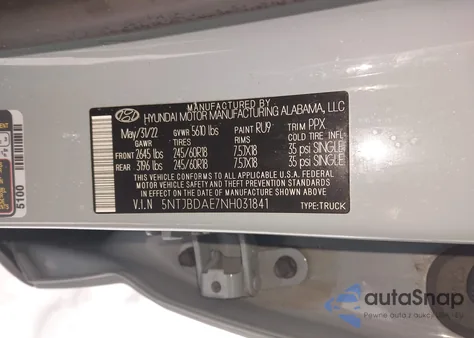 MANUFACTURED BY
HYUNDAI MOTOR MANUFACTURING ALABAMA, LLC
May/31/22 GVWR 5610 lbs PAINT RU9 TRIM PPX
GAWR TIRES RIMS COLD TIRE INFL.
FRONT 2645 lbs 245/60R18 7.5JX18 35 psi SINGLE
REAR 3196 lbs 245/60R18 7.5JX18 35 psi SINGLE
THIS VEHICLE CONFORMS TO ALL APPLICABLE U.S.A. FEDERAL
MOTOR VEHICLE SAFETY, AND THEFT PREVENTION STANDARDS
IN EFFECT ON THE DATE OF MANUFACTURE SHOWN ABOVE.
V.I.N 5NTJBDAE7NH031841 TYPE:TRUCK
5100
autoSnap
Pewne auta z aukcji